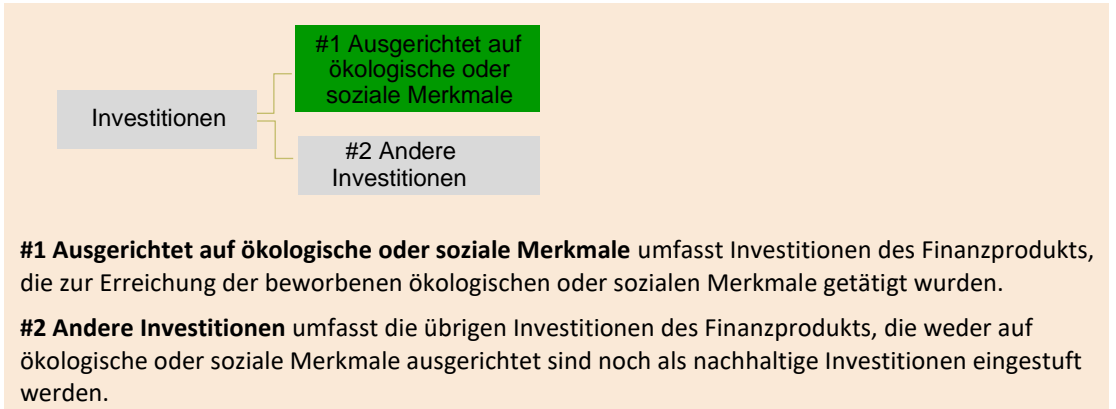 #1 Ausgerichtet auf
ökologische oder
soziale Merkmale
Investitionen
#2 Andere
Investitionen
#1 Ausgerichtet auf ökologische oder soziale Merkmale umfasst Investitionen des Finanzprodukts,
die zur Erreichung der beworbenen ökologischen oder sozialen Merkmale getätigt wurden.
#2 Andere Investitionen umfasst die übrigen Investitionen des Finanzprodukts, die weder auf
ökologische oder soziale Merkmale ausgerichtet sind noch als nachhaltige Investitionen eingestuft
werden.